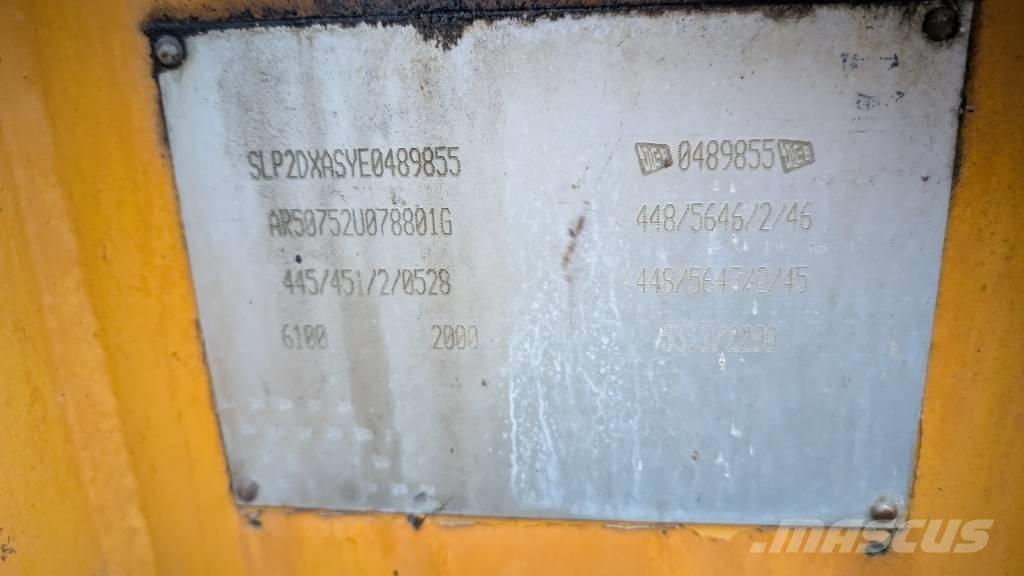 SLP2DXASYE0489855
JCB 0489855 JCB
AR50752U078801G
448/5646/2/46
445/451/2/0528
6100 2000
MASCUS